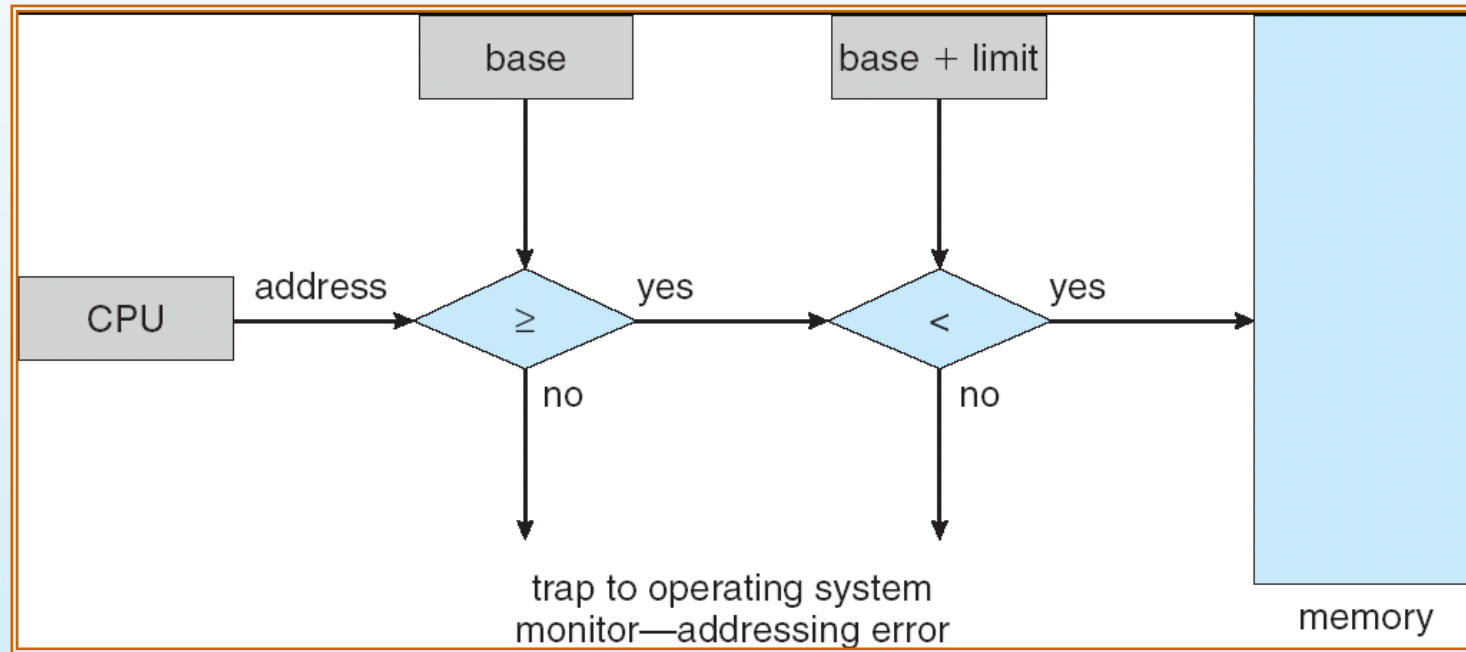 base
base + limit
address
yes
yes
CPU
≥
<
no
no
trap to operating system
monitor—addressing error
memory